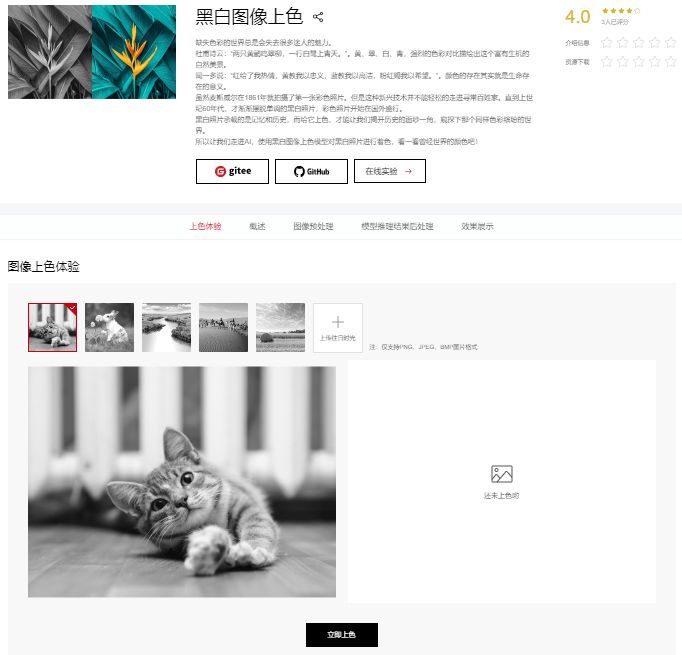 黑白图像上色
4.0
3人已评分
介绍信息
资源下载
缺失色彩的世界总是会失去很多迷人的魅力。
杜甫诗云：“两只黄鹂鸣翠柳，一行白鹭上青天。”。黄、翠、白、青，强烈的色彩对比描绘出这个富有生机的
自然美景。
闻一多说：“红给了我热情，黄教我以忠义，蓝教我以高洁，粉红赐我以希望。”。颜色的存在其实就是生命存
在的意义。
虽然麦斯威尔在1861年就拍摄了第一张彩色照片。但是这种新兴技术并不能轻松的走进寻常百姓家。直到上世
纪60年代，才渐渐摆脱单调的黑白照片，彩色照片开始在国外盛行。
黑白照片承载的是记忆和历史，而给它上色，才能让我们揭开历史的面纱一角，窥探下那个同样色彩缤纷的世
界。
所以让我们走进AI，使用黑白图像上色模型对黑白照片进行着色，看一看曾经世界的颜色吧！
gitee
GitHub
在线实验 →
上色体验 概述 图像预处理 模型推理结果后处理 效果展示
图像上色体验
上传往日时光
注：仅支持PNG、JPEG、BMP图片格式
还未上色哟
立即上色